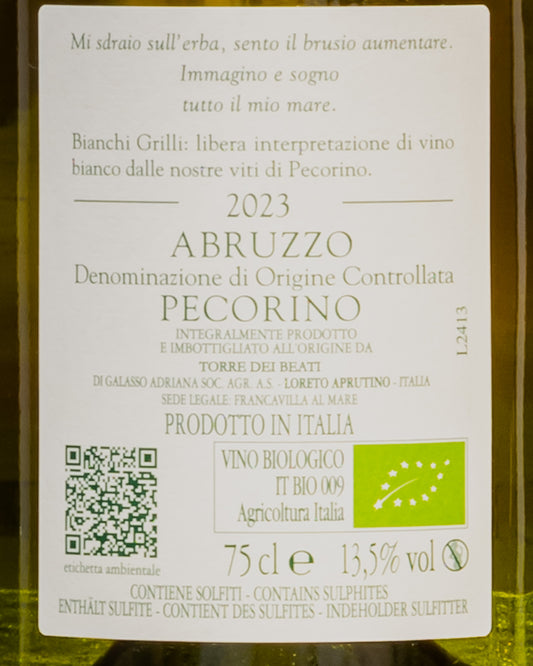 Mi sdraio sull'erba, sento il brusio aumentare.
Immagino e sogno
tutto il mio mare.
Bianchi Grilli: libera interpretazione di vino
bianco dalle nostre viti di Pecorino.
2023
ABRUZZO
Denominazione di Origine Controllata
PECORINO
INTEGRALMENTE PRODOTTO
E IMBOTTIGLIATO ALL'ORIGINE DA
TORRE DEI BEATI
DI GALASSO ADRIANA SOC. AGR. A.S. - LORETO APRUTINO - ITALIA
SEDE LEGALE: FRANCAVILLA AL MARE
L2413
PRODOTTO IN ITALIA
VINO BIOLOGICO
IT BIO 009
Agricoltura Italia
etichetta ambientale
75 cl e 13,5% vol
CONTIENE SOLFITI - CONTAINS SULPHITES
ENTHÄLT SULFITE - CONTIENT DES SULFITES - INDEHOLDER SULFITTER